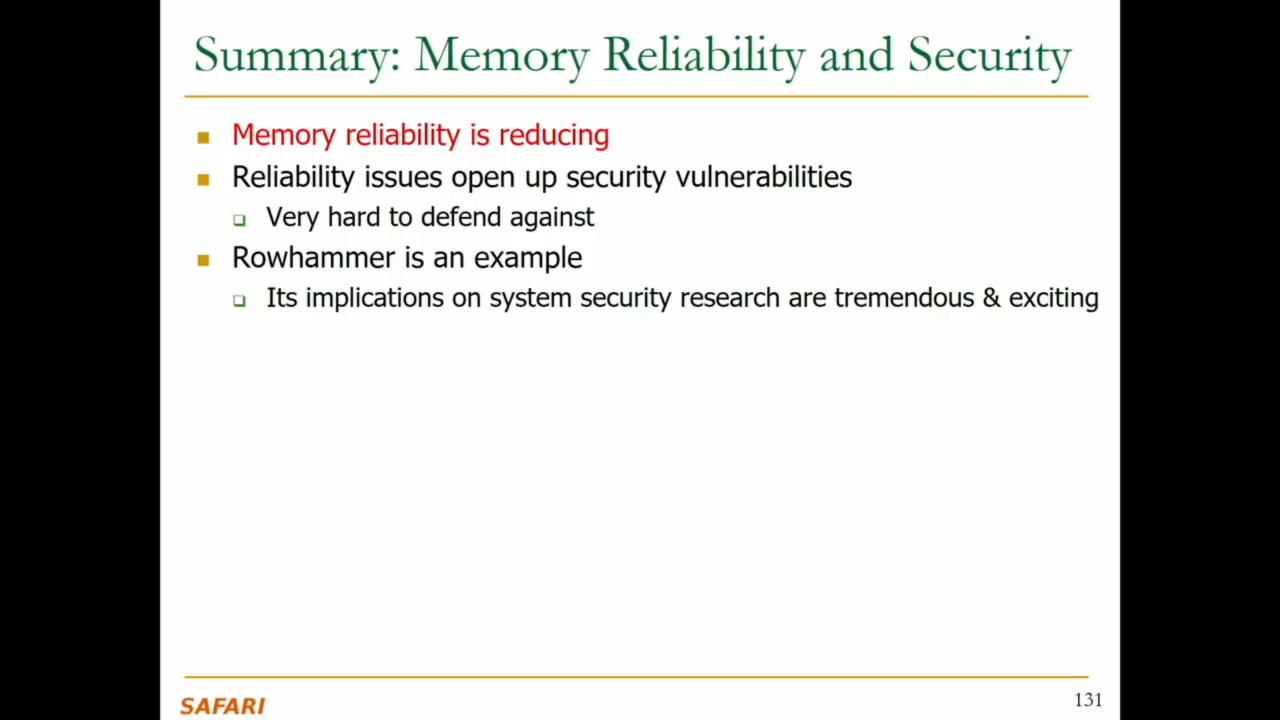 Summary: Memory Reliability and Security
Memory reliability is reducing
Reliability issues open up security vulnerabilities
Very hard to defend against
Rowhammer is an example
Its implications on system security research are tremendous & exciting
SAFARI
131